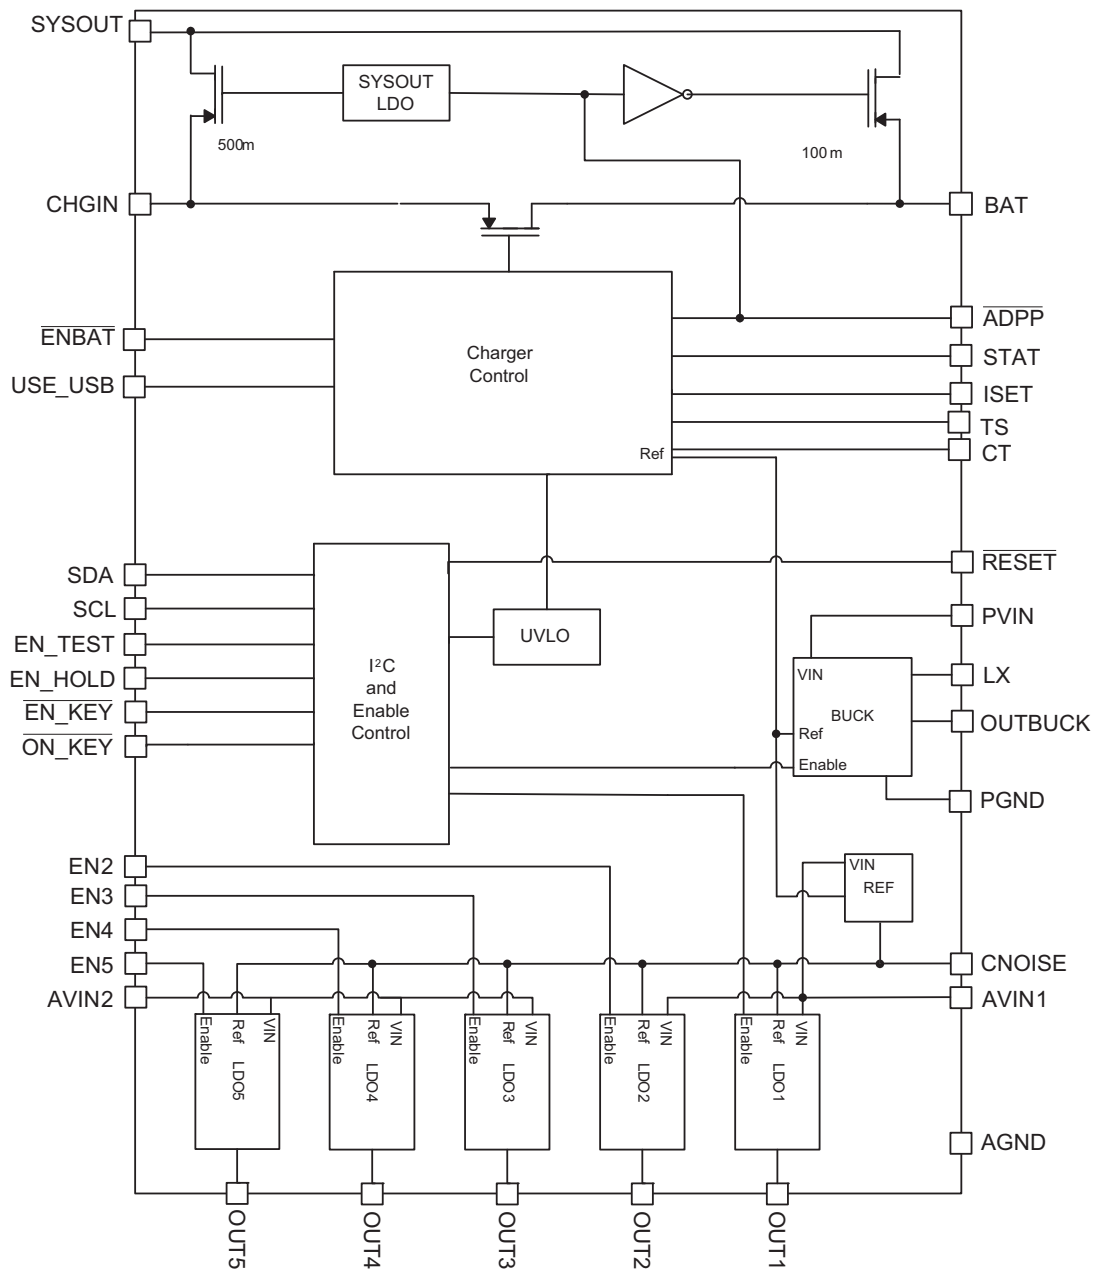 SYSOUT
SYSOUT
LDO
500m
100 m
CHGIN
BAT
ENBAT
USE_USB
Charger
Control
Ref
ADPP
STAT
ISET
TS
CT
SDA
SCL
EN_TEST
EN_HOLD
EN_KEY
ON_KEY
I²C
and
Enable
Control
UVLO
RESET
PVIN
LX
OUTBUCK
PGND
VIN
BUCK
Ref
Enable
EN2
EN3
EN4
EN5
AVIN2
VIN
REF
CNOISE
AVIN1
AGND
Enable
Ref
VIN
LDO5
Enable
Ref
VIN
LDO4
Enable
Ref
VIN
LDO3
Enable
Ref
VIN
LDO2
Enable
Ref
VIN
LDO1
OUT5
OUT4
OUT3
OUT2
OUT1